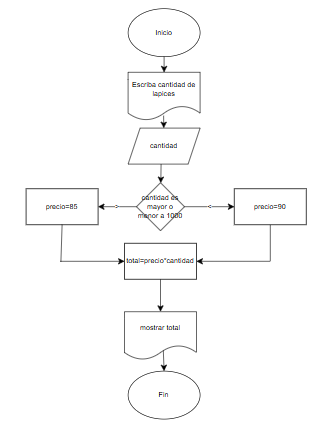 Inicio
Escriba cantidad de
lapices
cantidad
cantidad es
mayor o
menor a 1000
precio=85
>
<
precio=90
total=precio*cantidad
mostrar total
Fin